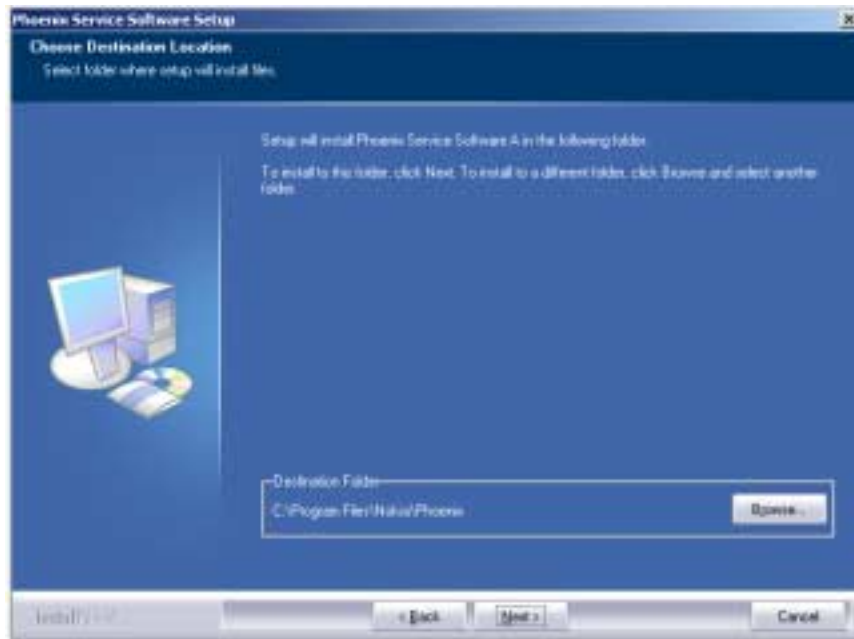 Phoenix Service Software Setup
Choose Destination Location
Select folder where setup will install files.
Setup will install Phoenix Service Software A in the following folder.
To install to this folder, click Next. To install to a different folder, click Browse and select another
folder.
Destination Folder
C:\Program Files\Nokia\Phoenix
Browse...
< Back
Next >
Cancel